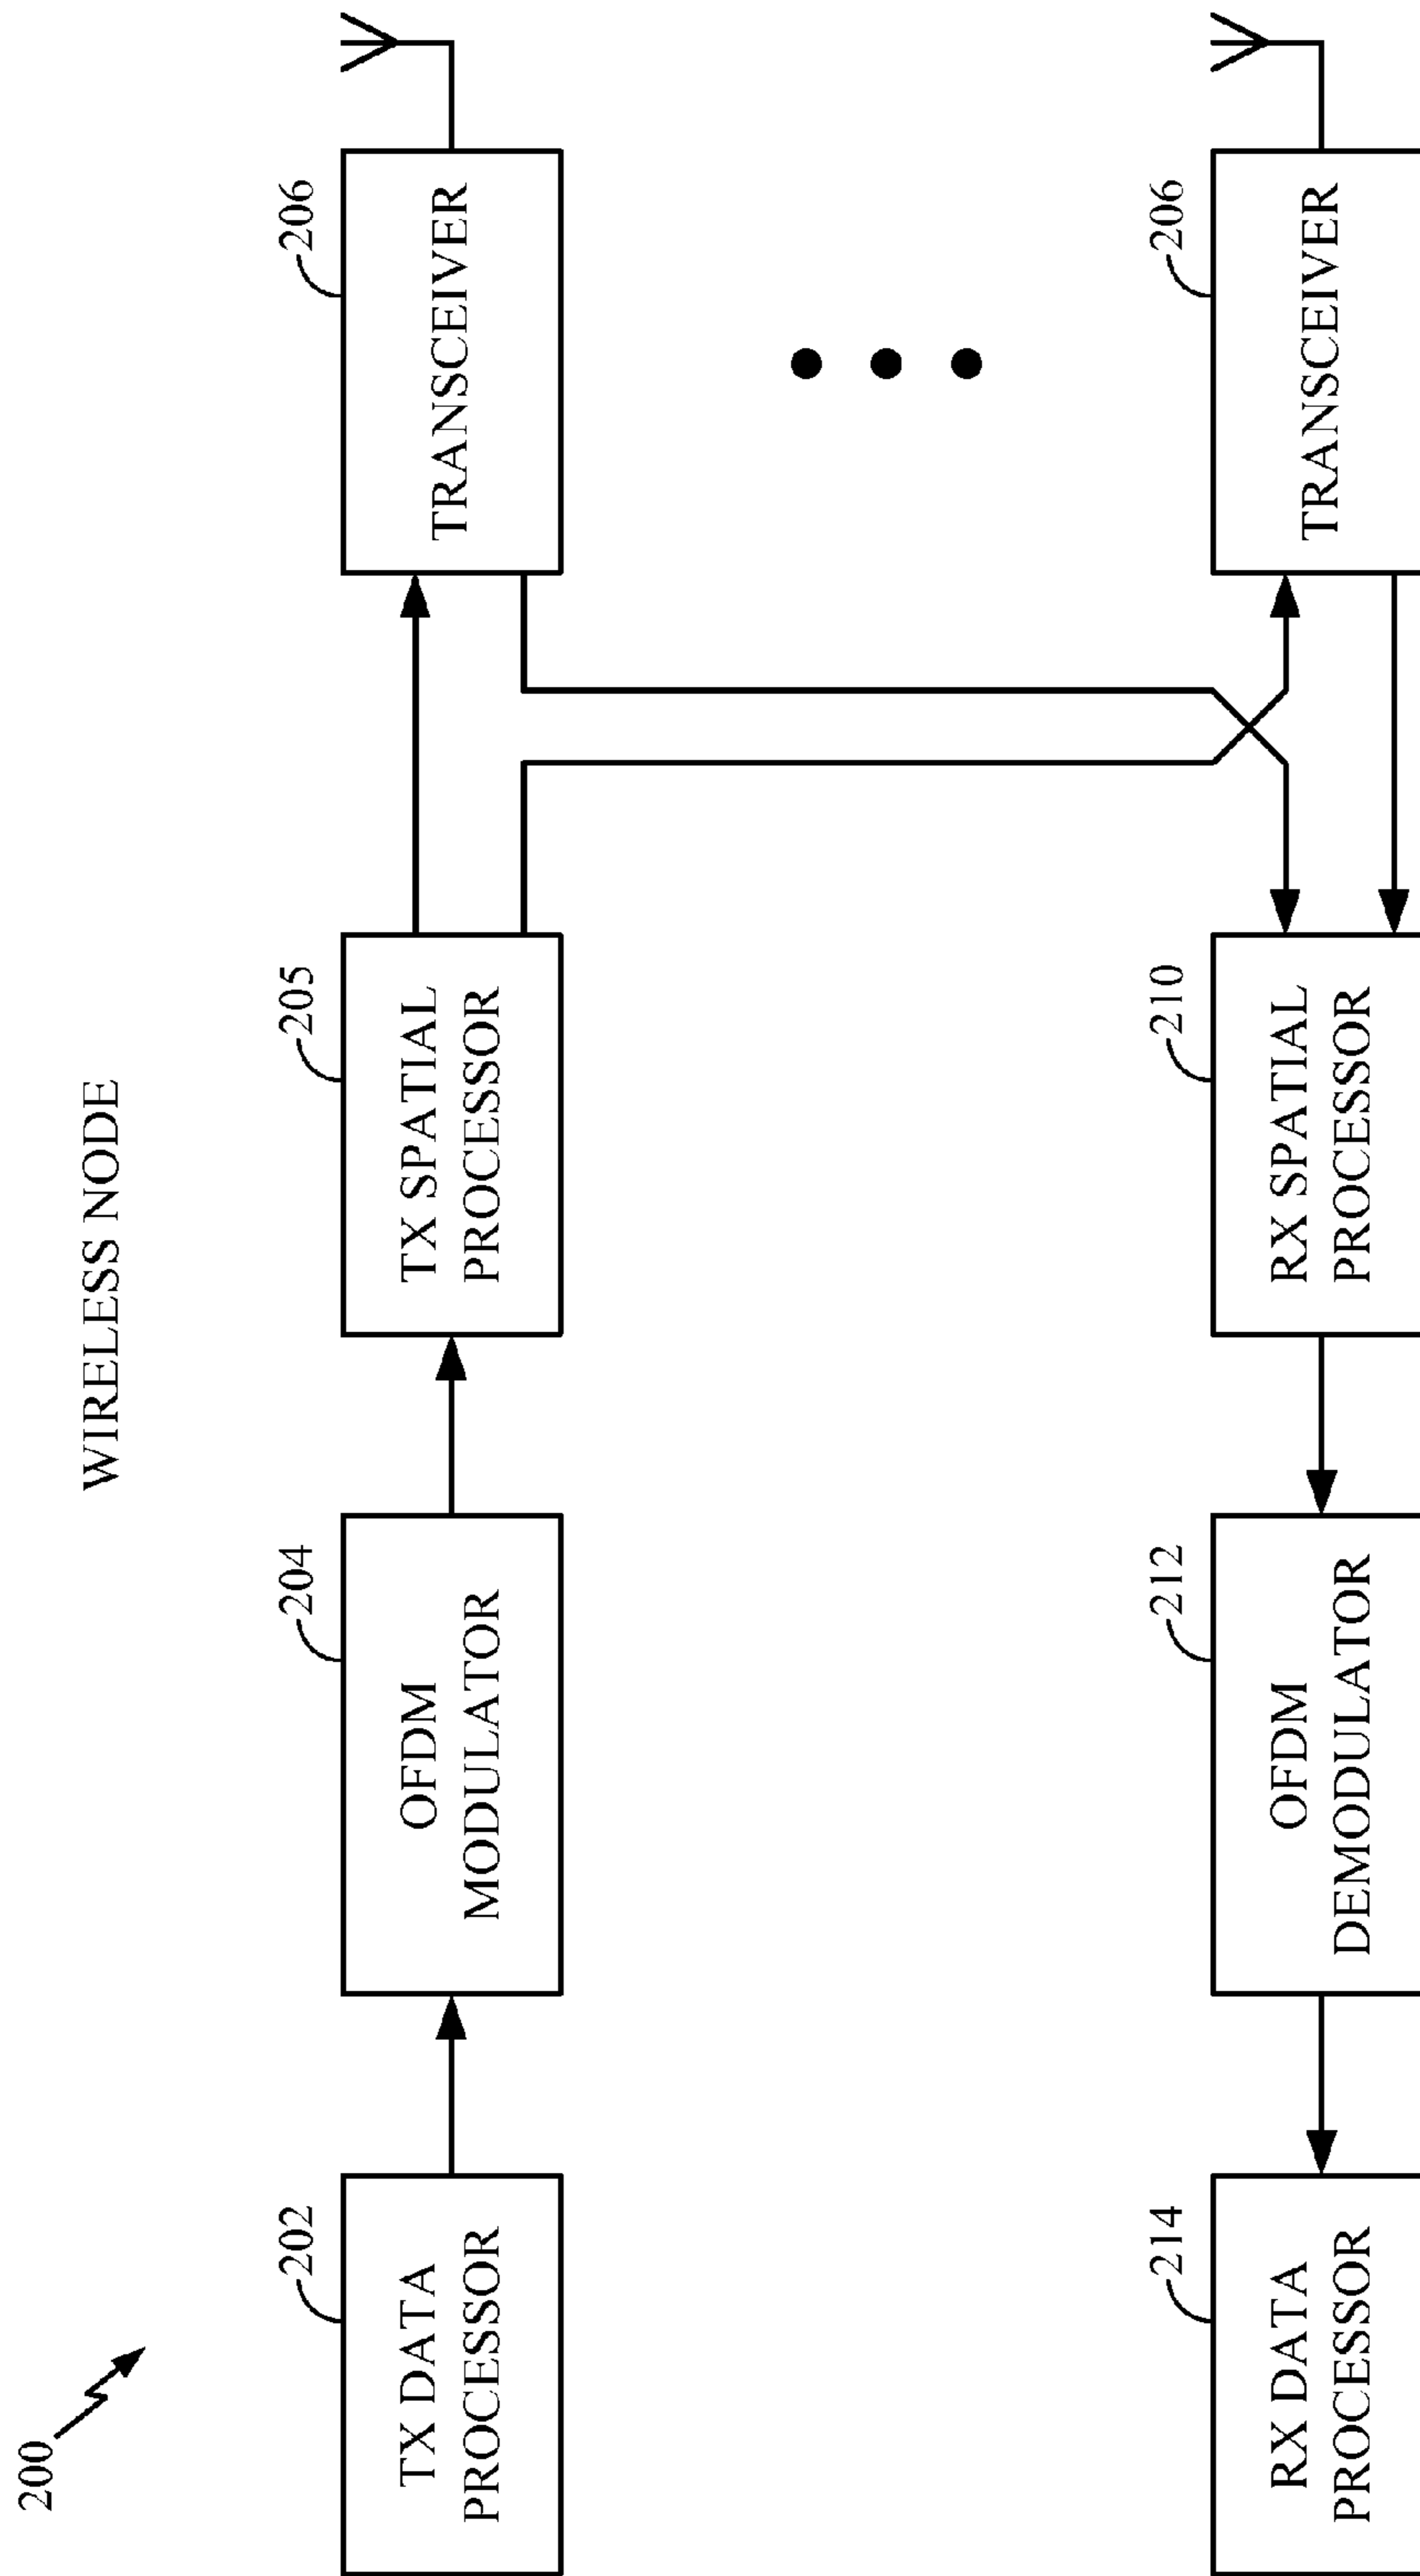 WIRELESS NODE
200
202
TX DATA
PROCESSOR
204
OFDM
MODULATOR
205
TX SPATIAL
PROCESSOR
206
TRANSCEIVER
214
RX DATA
PROCESSOR
212
OFDM
DEMODULATOR
210
RX SPATIAL
PROCESSOR
206
TRANSCEIVER